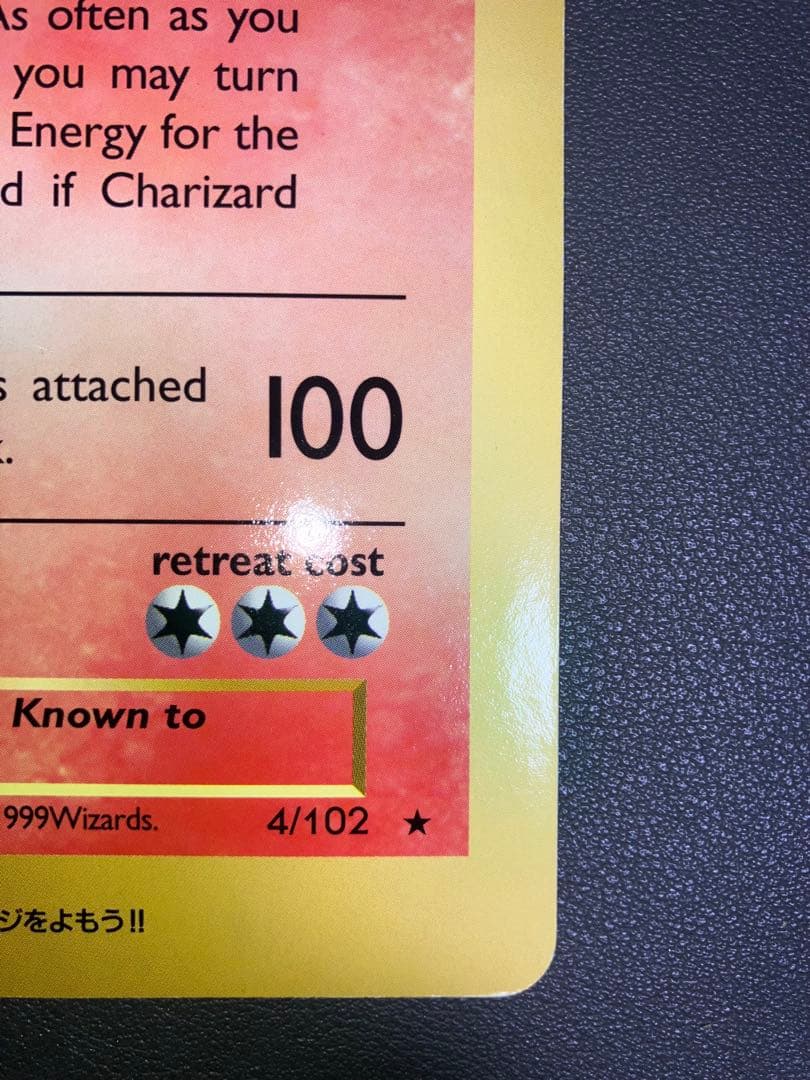 As often as you
you may turn
Energy for the
d if Charizard
s attached
100
k.
retreat cost
Known to
999Wizards. 4/102 ★
ジをよもう!!